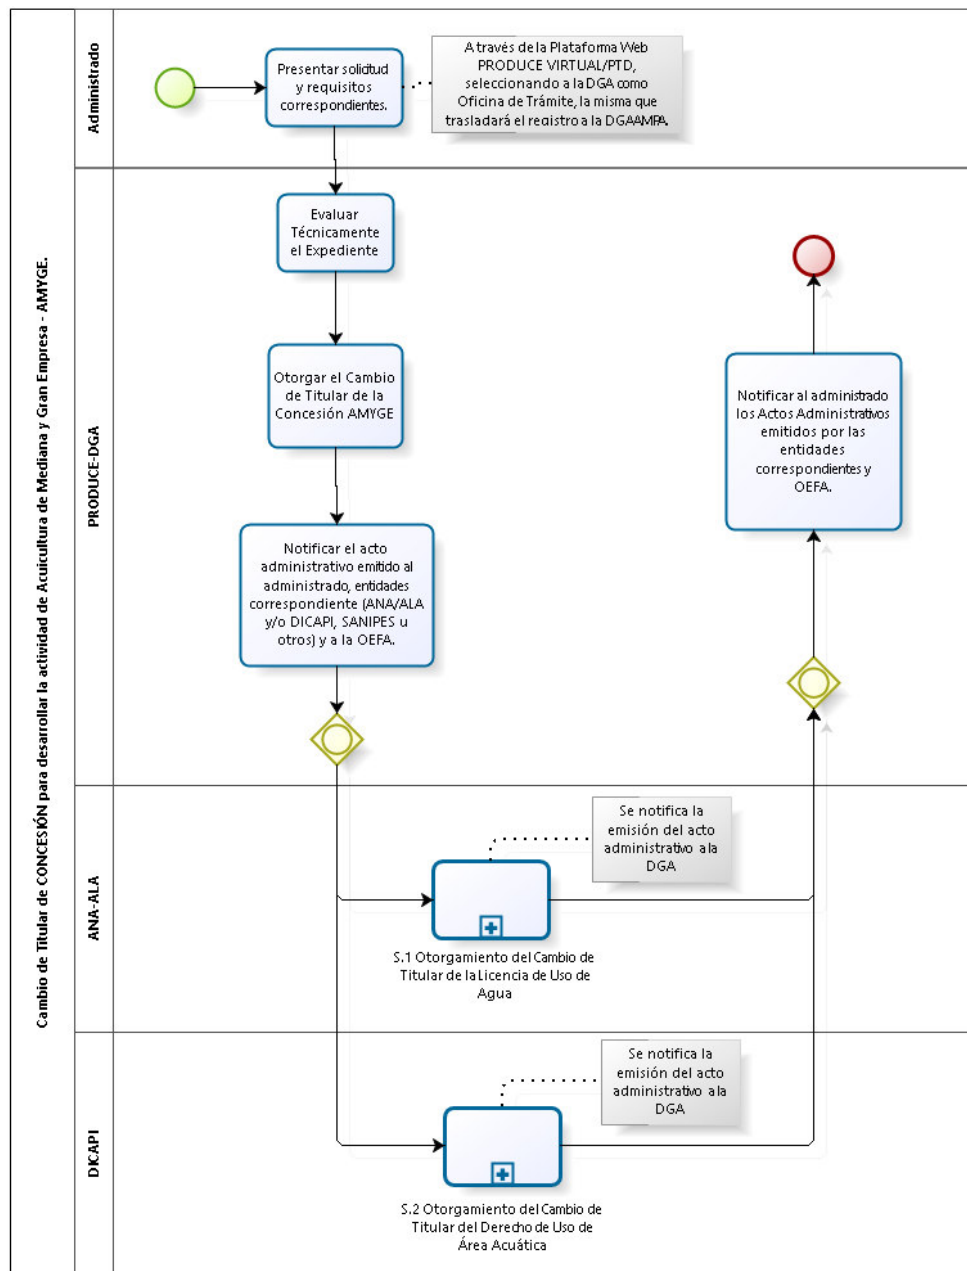 Cambio de Titular de CONCESIÓN para desarrollar la actividad de Acuicultura de Mediana y Gran Empresa - AMYGE.
Administrado
Presentar solicitud
y requisitos
correspondientes.
A través de la Plataforma Web
PRODUCE VIRTUAL/PTD,
seleccionando a la DGA como
Oficina de Trámite, la misma que
trasladará el registro a la DGAAMPA.
PRODUCE-DGA
Evaluar
Técnicamente
el Expediente
Otorgar el Cambio
de Titular de la
Concesión AMYGE
Notificar el acto
administrativo emitido al
administrado, entidades
correspondiente (ANA/ALA
y/o DICAPI, SANIPES u
otros) y a la OEFA.
Notificar al administrado
los Actos Administrativos
emitidos por las
entidades
correspondientes y
OEFA.
ANA-ALA
Se notifica la
emisión del acto
administrativo a la
DGA
S.1 Otorgamiento del Cambio de
Titular de la Licencia de Uso de
Agua
DICAPI
Se notifica la
emisión del acto
administrativo a la
DGA
S.2 Otorgamiento del Cambio de
Titular del Derecho de Uso de
Área Acuática